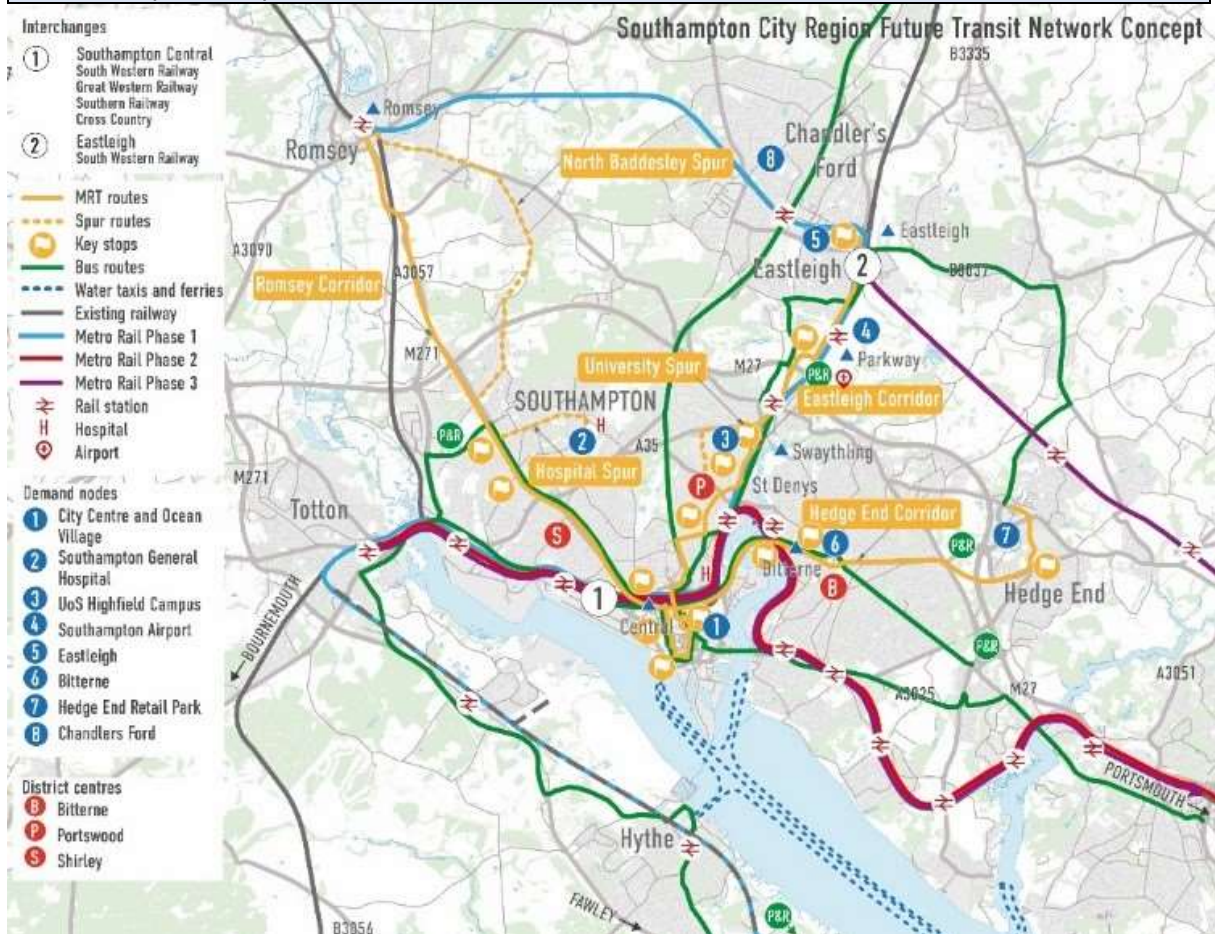 Southampton City Region Future Transit Network Concept
Interchanges
1
Southampton Central
South Western Railway
Great Western Railway
Southern Railway
Cross Country
2
Eastleigh
South Western Railway
MRT routes
Spur routes
Key stops
Bus routes
Water taxis and ferries
Existing railway
Metro Rail Phase 1
Metro Rail Phase 2
Metro Rail Phase 3
Rail station
H Hospital
Airport
Demand nodes
1 City Centre and Ocean
Village
2 Southampton General
Hospital
3 UoS Highfield Campus
4 Southampton Airport
5 Eastleigh
6 Bitterne
7 Hedge End Retail Park
8 Chandlers Ford
District centres
B Bitterne
P Portswood
S Shirley
B3335
Romsey
Romsey
Chandler's
Ford
North Baddesley Spur
8
5
Eastleigh
Eastleigh
2
A3090
A3057
Romsey Corridor
4
M271
University Spur
M27
Parkway
P&R
Eastleigh Corridor
SOUTHAMPTON
H
2
A35
3
P&R
Hospital Spur
Swaythling
M271
P
St Denys
Totton
Hedge End Corridor
S
6
P&R
7
H
Bitterne
B
Hedge End
1
Central
1
BOURNEMOUTH
P&R
A3051
A3025
M27
PORTSMOUTH
Hythe
FAWLEY
P&R
B3056